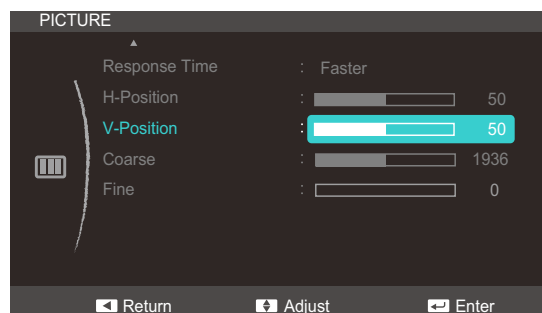 PICTURE
Response Time : Faster
H-Position : 50
V-Position : 50
Coarse : 1936
Fine : 0
Return Adjust Enter